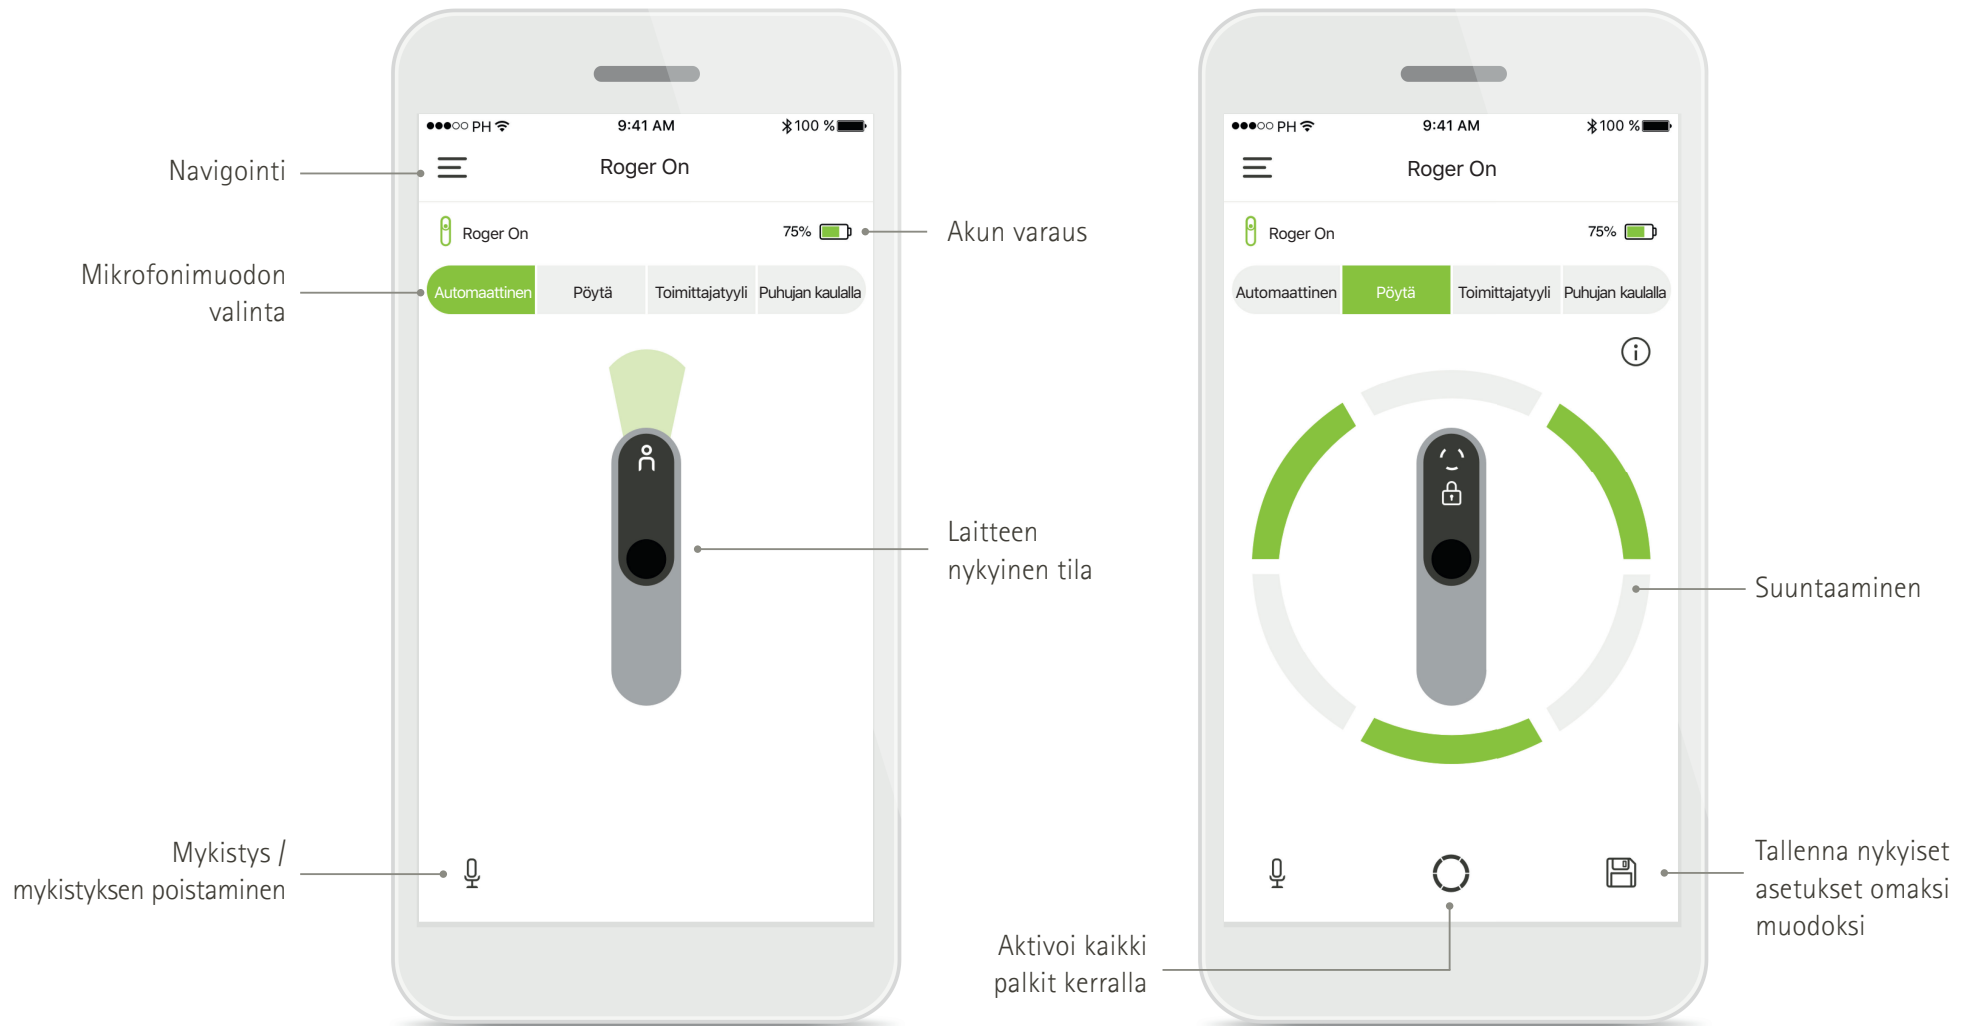 PH 9:41 AM 100 %
Roger On
Navigointi
Roger On 75%
Akun varaus
Mikrofonimuodon
valinta
Automaattinen Pöytä Toimittajatyyli Puhujan kaulalla
Laitteen
nykyinen tila
Mykistys /
mykistyksen poistaminen
PH 9:41 AM 100 %
Roger On
Roger On 75%
Automaattinen Pöytä Toimittajatyyli Puhujan kaulalla
Suuntaaminen
Tallenna nykyiset
asetukset omaksi
muodoksi
Aktivoi kaikki
palkit kerralla